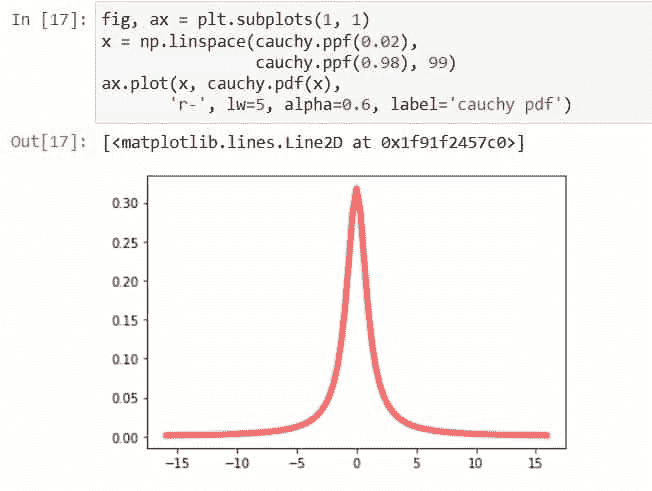 In [17]: fig, ax = plt.subplots(1, 1)
x = np.linspace(cauchy.ppf(0.02),
cauchy.ppf(0.98), 99)
ax.plot(x, cauchy.pdf(x),
'r-', lw=5, alpha=0.6, label='cauchy pdf')
Out[17]: [<matplotlib.lines.Line2D at 0x1f91f2457c0>]
0.30
0.25
0.20
0.15
0.10
0.05
0.00
−15 −10 −5 0 5 10 15